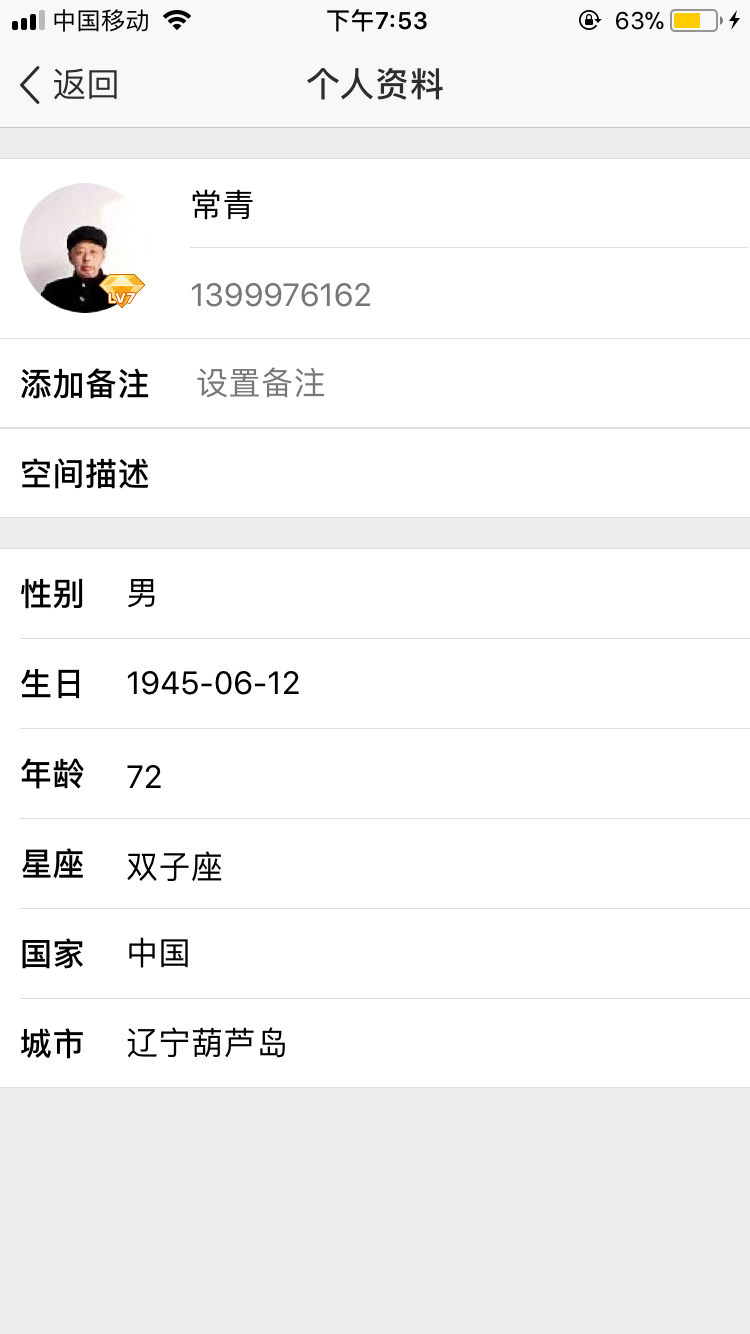 中国移动 下午7:53 63%
返回 个人资料
常青
LV7
1399976162
添加备注 设置备注
空间描述
性别 男
生日 1945-06-12
年龄 72
星座 双子座
国家 中国
城市 辽宁葫芦岛